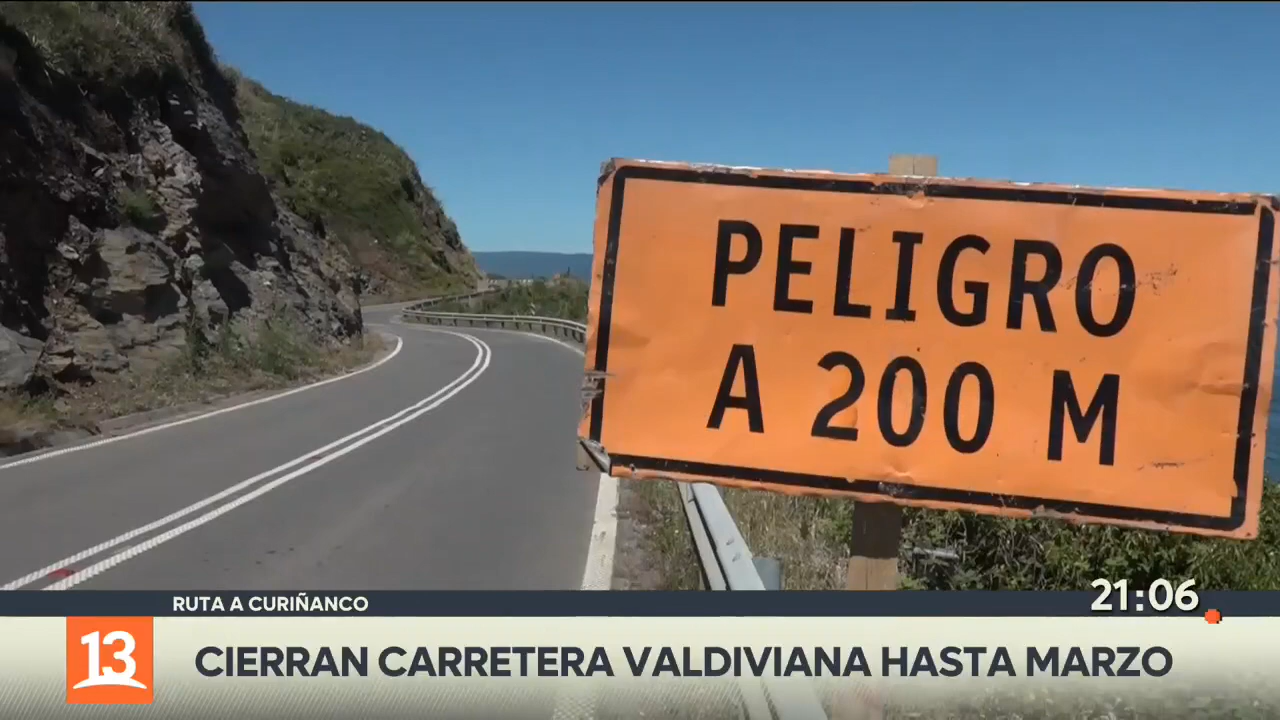 PELIGRO
A 200 M
RUTA A CURIÑANCO
21:06
13
CIERRAN CARRETERA VALDIVIANA HASTA MARZO